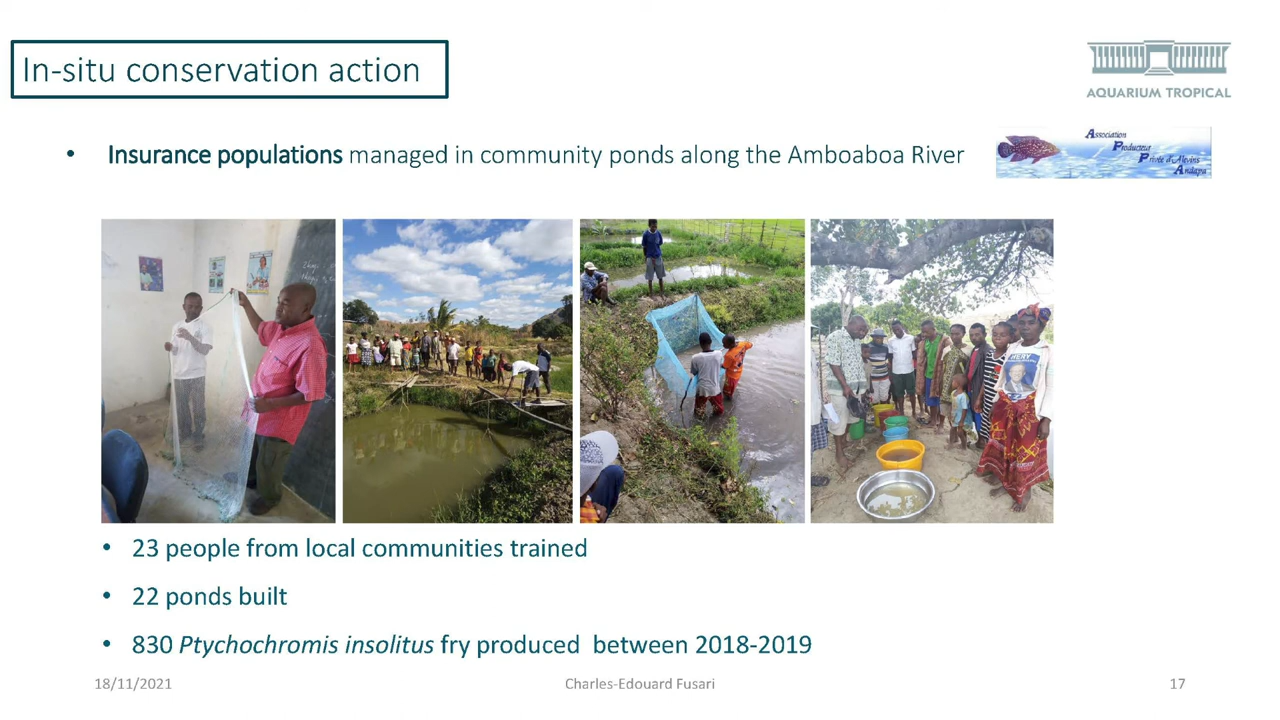 In-situ conservation action
AQUARIUM TROPICAL
• Insurance populations managed in community ponds along the Amboaboa River
Association
Producteur
Privée d'Alevins
Andapa
HERY
• 23 people from local communities trained
• 22 ponds built
• 830 Ptychochromis insolitus fry produced between 2018-2019
18/11/2021
Charles-Edouard Fusari
17